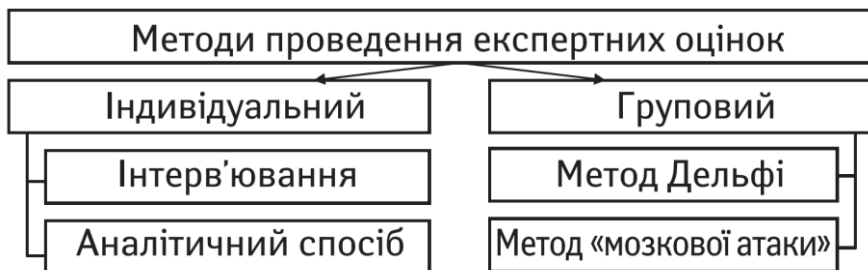 Методи проведення експертних оцінок
Індивідуальний
Груповий
Інтерв'ювання
Метод Дельфі
Аналітичний спосіб
Метод «мозкової атаки»